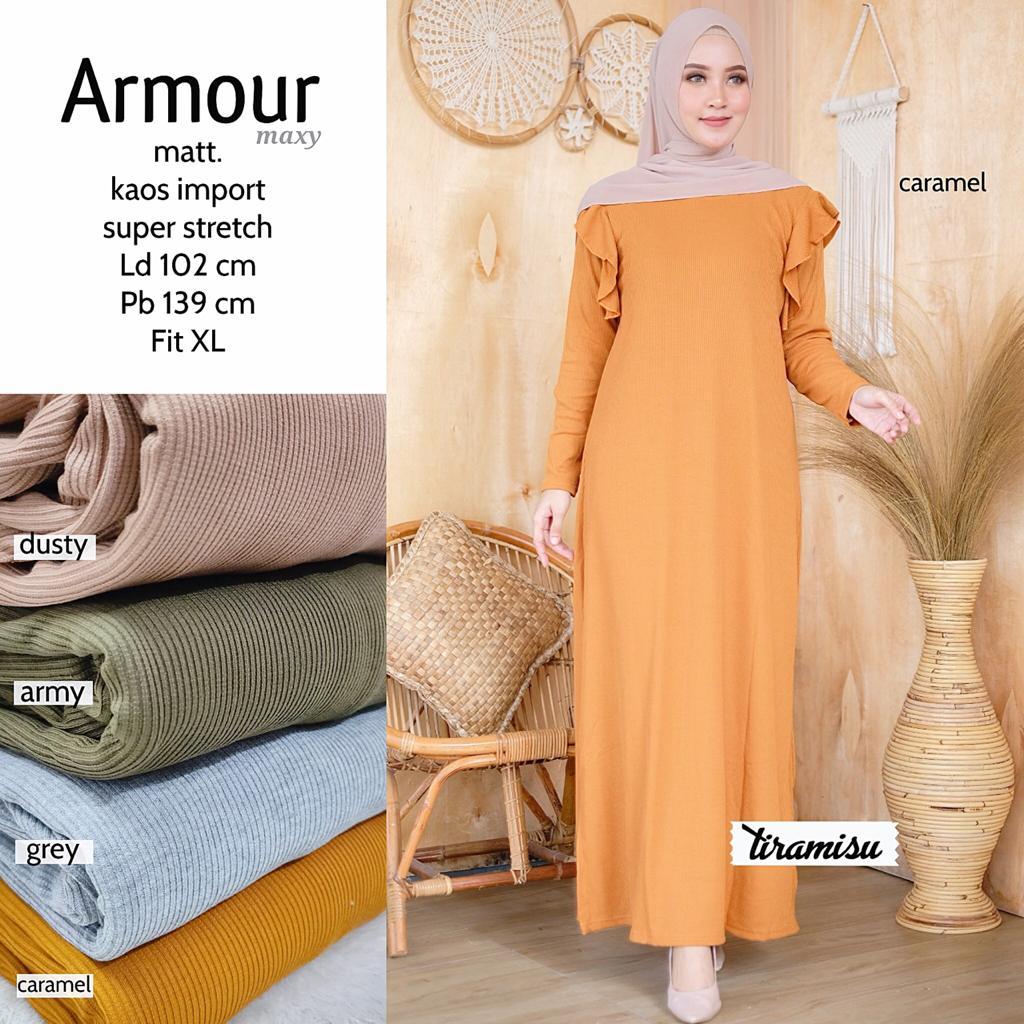 Armour
maxy
matt.
kaos import
super stretch
Ld 102 cm
Pb 139 cm
Fit XL
caramel
dusty
army
grey
caramel
tiramisu